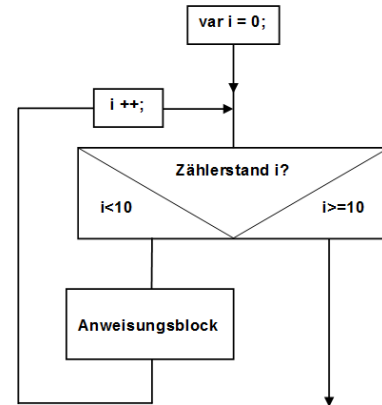 var i = 0;
i ++;
Zählerstand i?
i<10
i>=10
Anweisungsblock